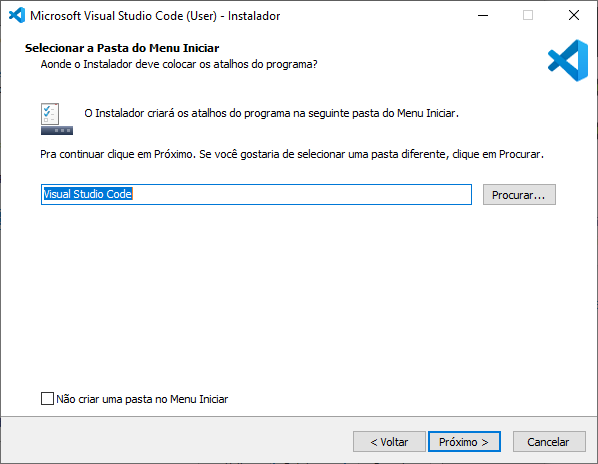 Microsoft Visual Studio Code (User) - Instalador
Selecionar a Pasta do Menu Iniciar
Aonde o Instalador deve colocar os atalhos do programa?
O Instalador criará os atalhos do programa na seguinte pasta do Menu Iniciar.
Pra continuar clique em Próximo. Se você gostaria de selecionar uma pasta diferente, clique em Procurar.
Visual Studio Code
Procurar...
Não criar uma pasta no Menu Iniciar
< Voltar
Próximo >
Cancelar